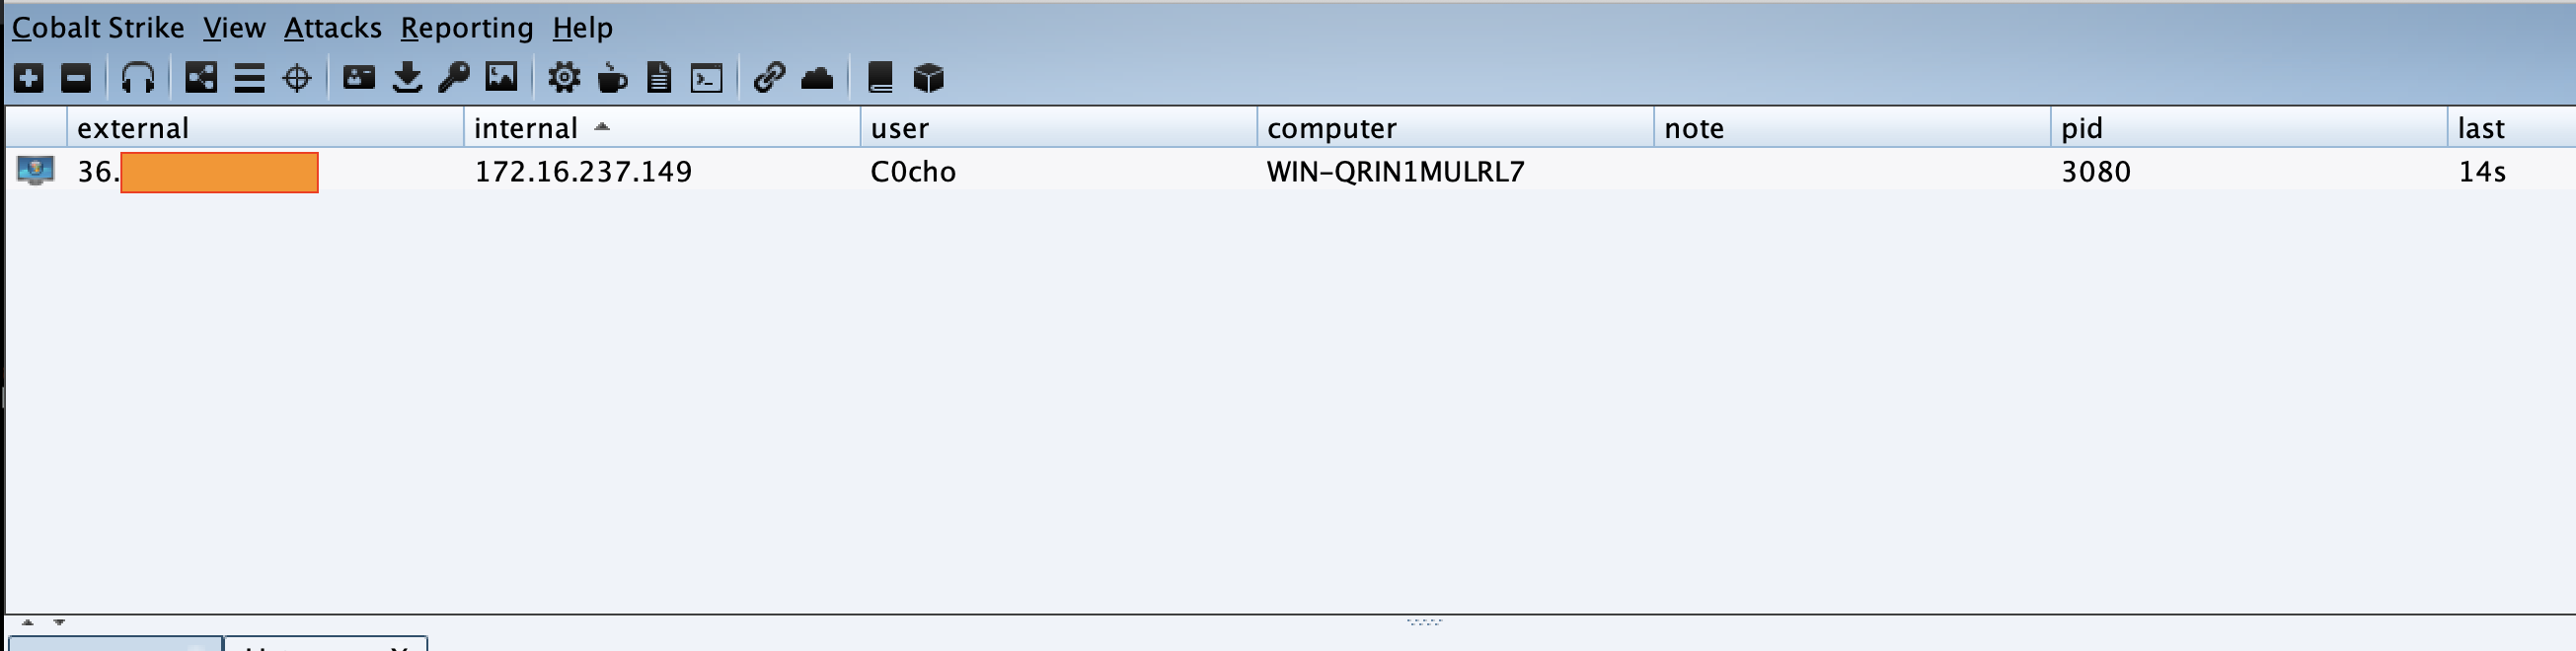 Cobalt Strike View Attacks Reporting Help
external internal user computer note pid last
36. 172.16.237.149 C0cho WIN-QRIN1MULRL7 3080 14s
X